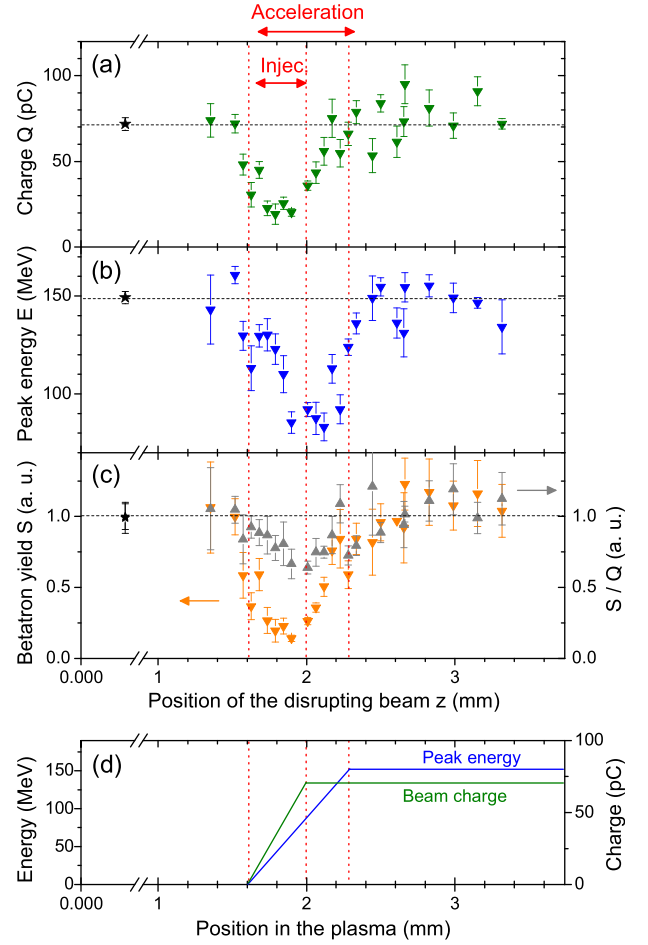 Acceleration
Injec.
(a)
100
50
0
Charge Q (pC)
(b)
150
100
Peak energy E (MeV)
(c)
1.0
0.5
0.0
Betatron yield S (a. u.)
1.0
0.5
0.0
S / Q (a. u.)
0.000 1 2 3
Position of the disrupting beam z (mm)
(d)
150
100
50
0
Energy (MeV)
Peak energy
Beam charge
100
50
0
Charge (pC)
0.000 1 2 3
Position in the plasma (mm)